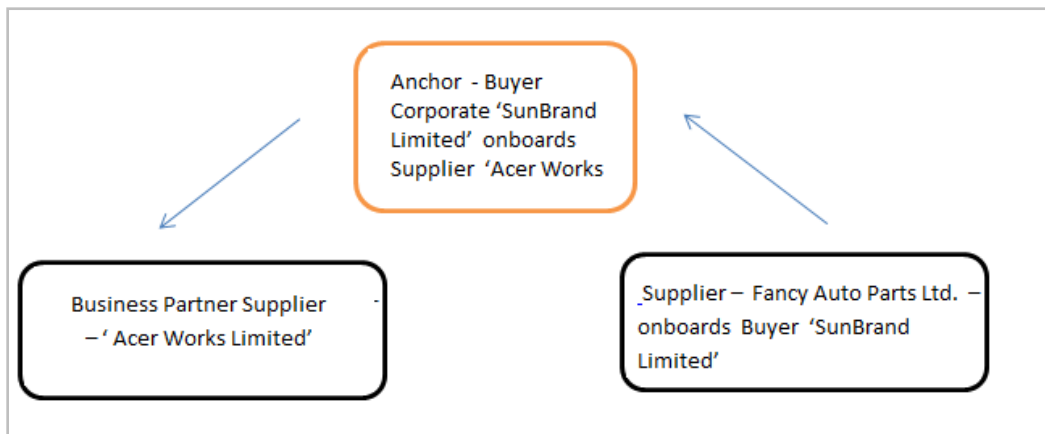 Anchor - Buyer
Corporate ‘SunBrand
Limited’ onboards
Supplier ‘Acer Works
Business Partner Supplier -
– ‘ Acer Works Limited’
Supplier – Fancy Auto Parts Ltd. –
onboards Buyer ‘SunBrand
Limited’